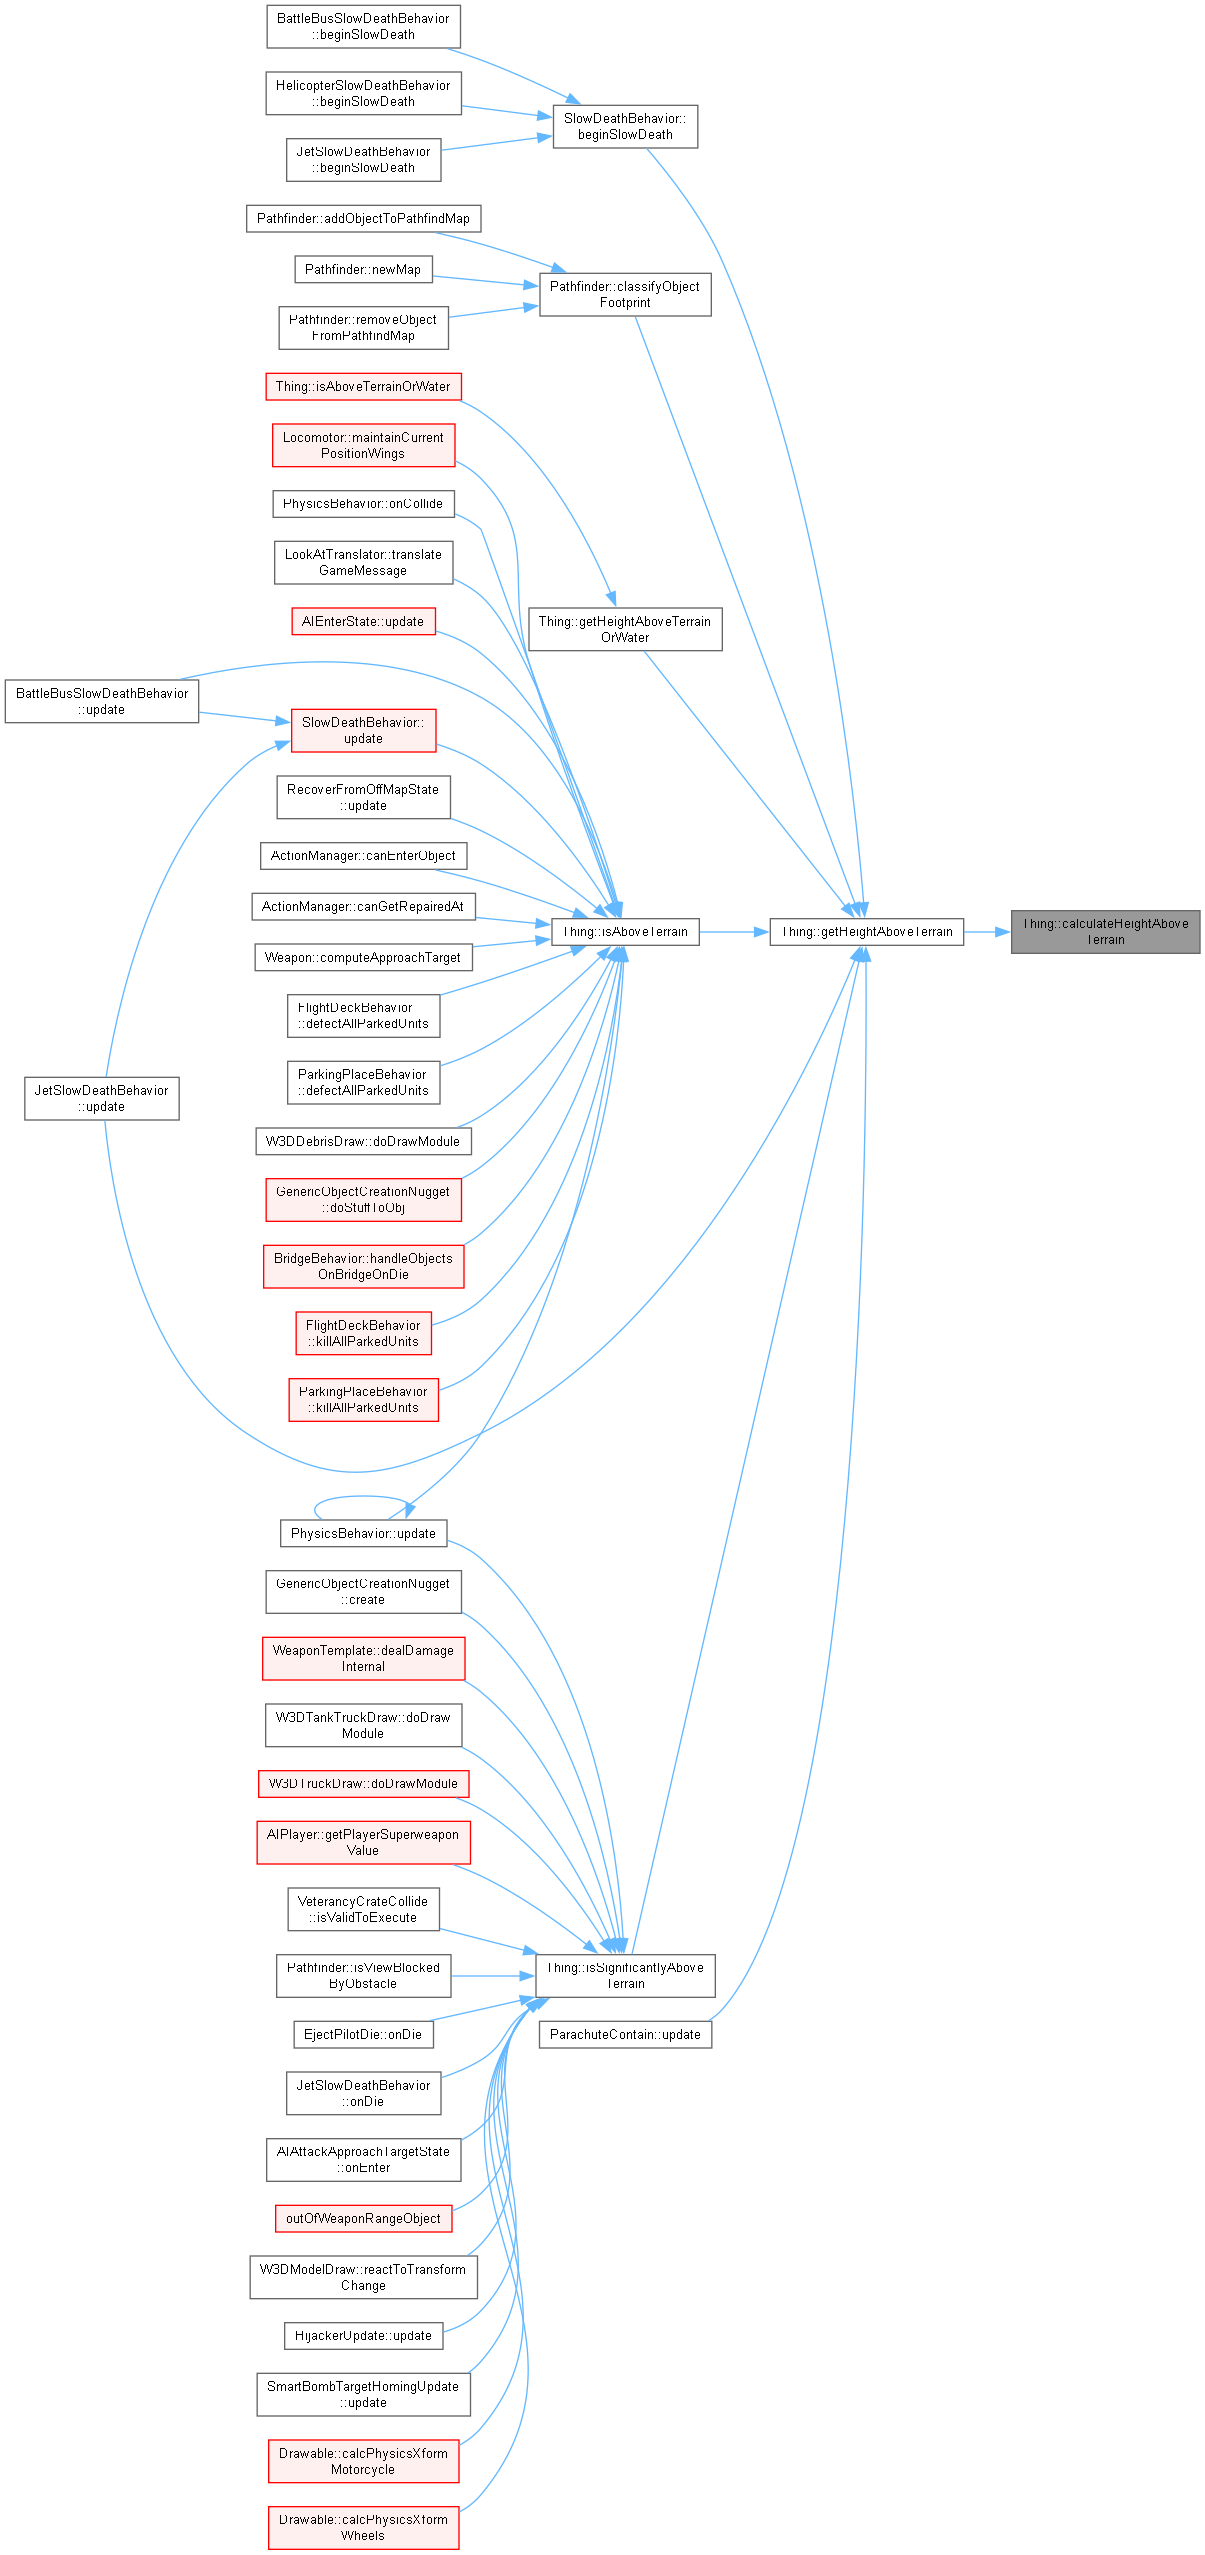 BattleBusSlowDeathBehavior
::beginSlowDeath
HelicopterSlowDeathBehavior
::beginSlowDeath
SlowDeathBehavior::
beginSlowDeath
JetSlowDeathBehavior
::beginSlowDeath
Pathfinder::addObjectToPathfindMap
Pathfinder::newMap
Pathfinder::classifyObject
Footprint
Pathfinder::removeObject
FromPathfindMap
Thing::isAboveTerrainOrWater
Locomotor::maintainCurrent
PositionWings
PhysicsBehavior::onCollide
LookAtTranslator::translate
GameMessage
AIEnterState::update
Thing::getHeightAboveTerrain
OrWater
BattleBusSlowDeathBehavior
::update
SlowDeathBehavior::
update
RecoverFromOffMapState
::update
ActionManager::canEnterObject
ActionManager::canGetRepairedAt
Thing::isAboveTerrain
Thing::getHeightAboveTerrain
Thing::calculateHeightAbove
Terrain
Weapon::computeApproachTarget
FlightDeckBehavior
::defectAllParkedUnits
ParkingPlaceBehavior
::defectAllParkedUnits
JetSlowDeathBehavior
::update
W3DDebrisDraw::doDrawModule
GenericObjectCreationNugget
::doStuffToObj
BridgeBehavior::handleObjects
OnBridgeOnDie
FlightDeckBehavior
::killAllParkedUnits
ParkingPlaceBehavior
::killAllParkedUnits
PhysicsBehavior::update
GenericObjectCreationNugget
::create
WeaponTemplate::dealDamage
Internal
W3DTankTruckDraw::doDraw
Module
W3DTruckDraw::doDrawModule
AIPlayer::getPlayerSuperweapon
Value
VeterancyCrateCollide
::isValidToExecute
Pathfinder::isViewBlocked
ByObstacle
Thing::isSignificantlyAbove
Terrain
EjectPilotDie::onDie
ParachuteContain::update
JetSlowDeathBehavior
::onDie
AIAttackApproachTargetState
::onEnter
outOfWeaponRangeObject
W3DModelDraw::reactToTransform
Change
HijackerUpdate::update
SmartBombTargetHomingUpdate
::update
Drawable::calcPhysicsXform
Motorcycle
Drawable::calcPhysicsXform
Wheels